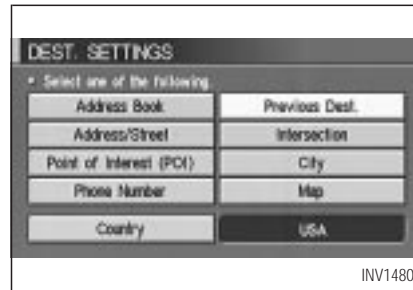 DEST. SETTINGS
• Select one of the following
Address Book Previous Dest.
Address/Street Intersection
Point of Interest (POI) City
Phone Number Map
Country USA
INV1480